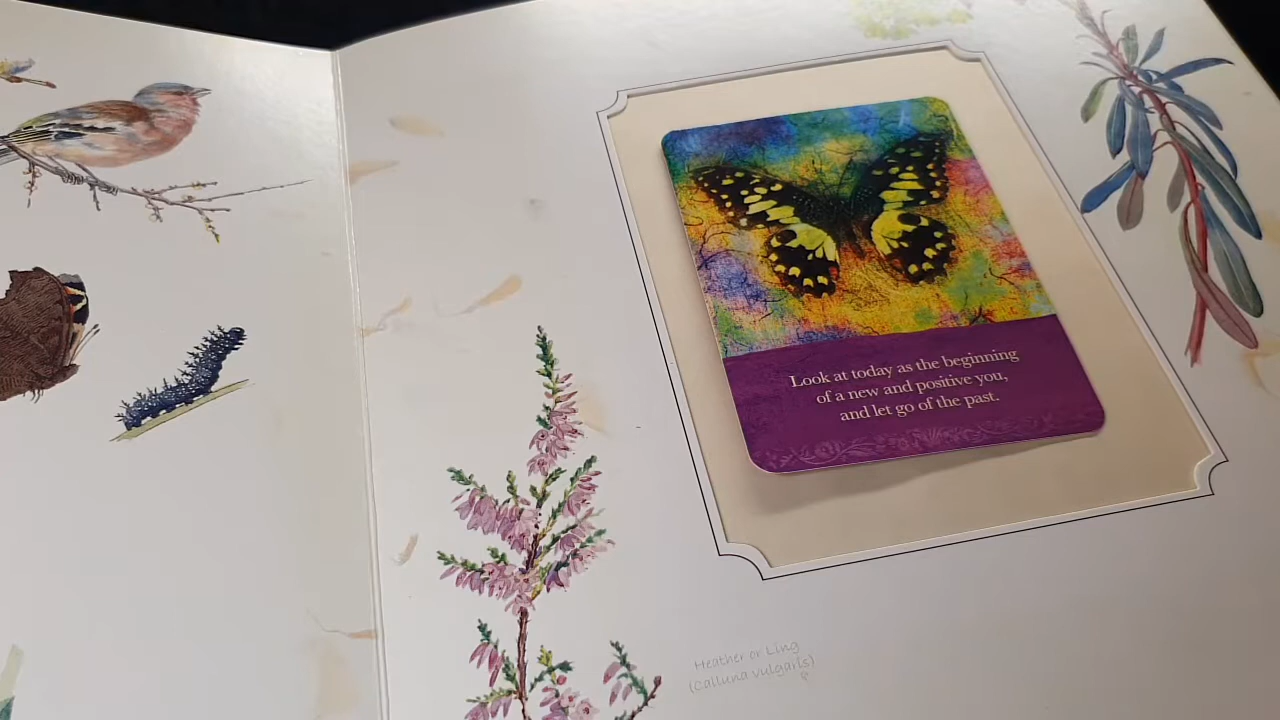 Look at today as the beginning
of a new and positive you,
and let go of the past.
Heather or Ling
(Calluna vulgaris)